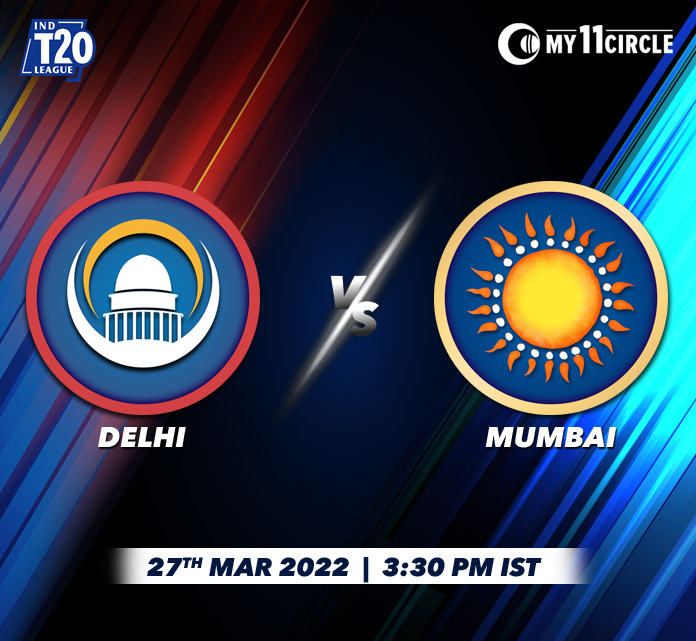 IND
T20
LEAGUE
MY11CIRCLE
VS
DELHI
MUMBAI
27TH MAR 2022 | 3:30 PM IST